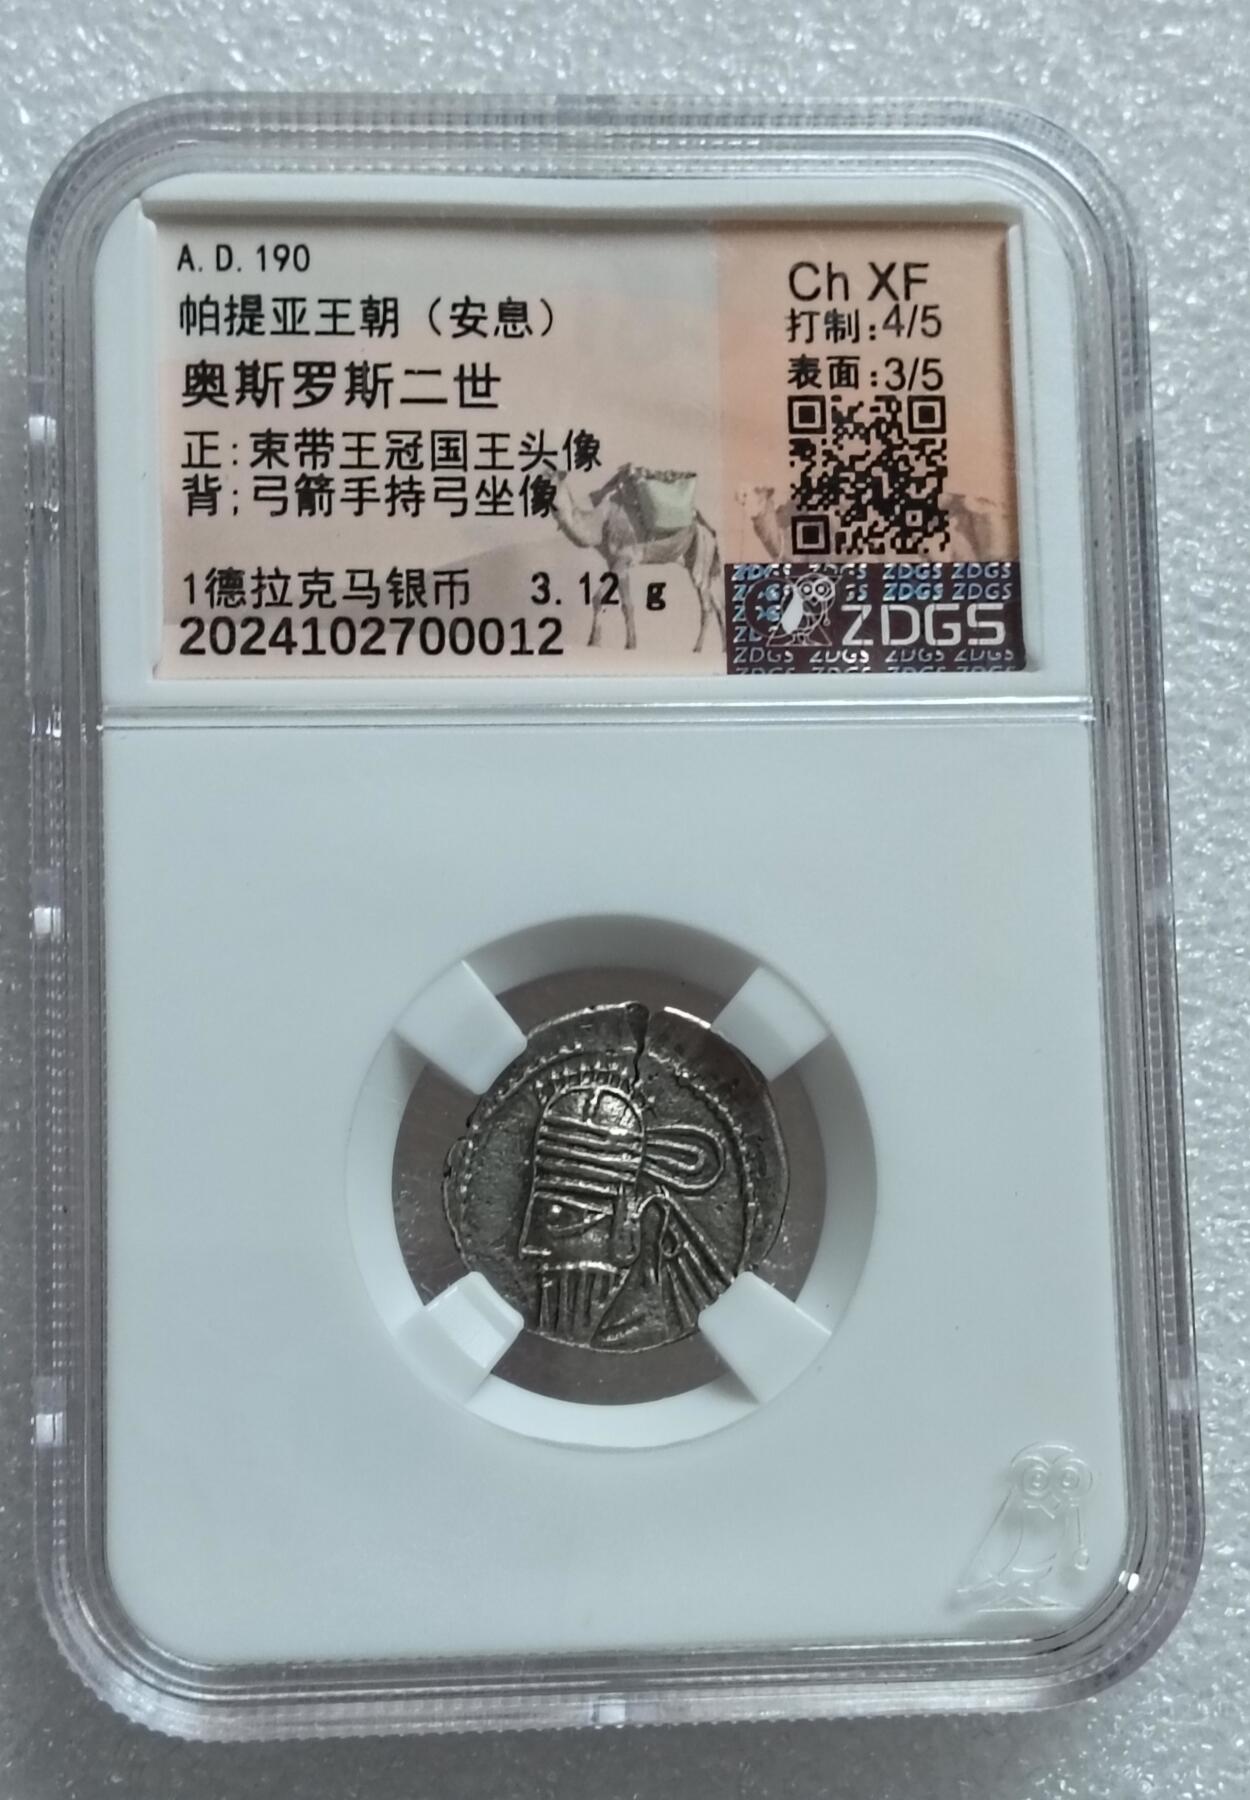 A.D.190
帕提亚王朝（安息）
奥斯罗斯二世
正:束带王冠国王头像
背;弓箭手持弓坐像
1德拉克马银币 3.12 g
2024102700012
Ch XF
打制:4/5
表面:3/5
ZDGS